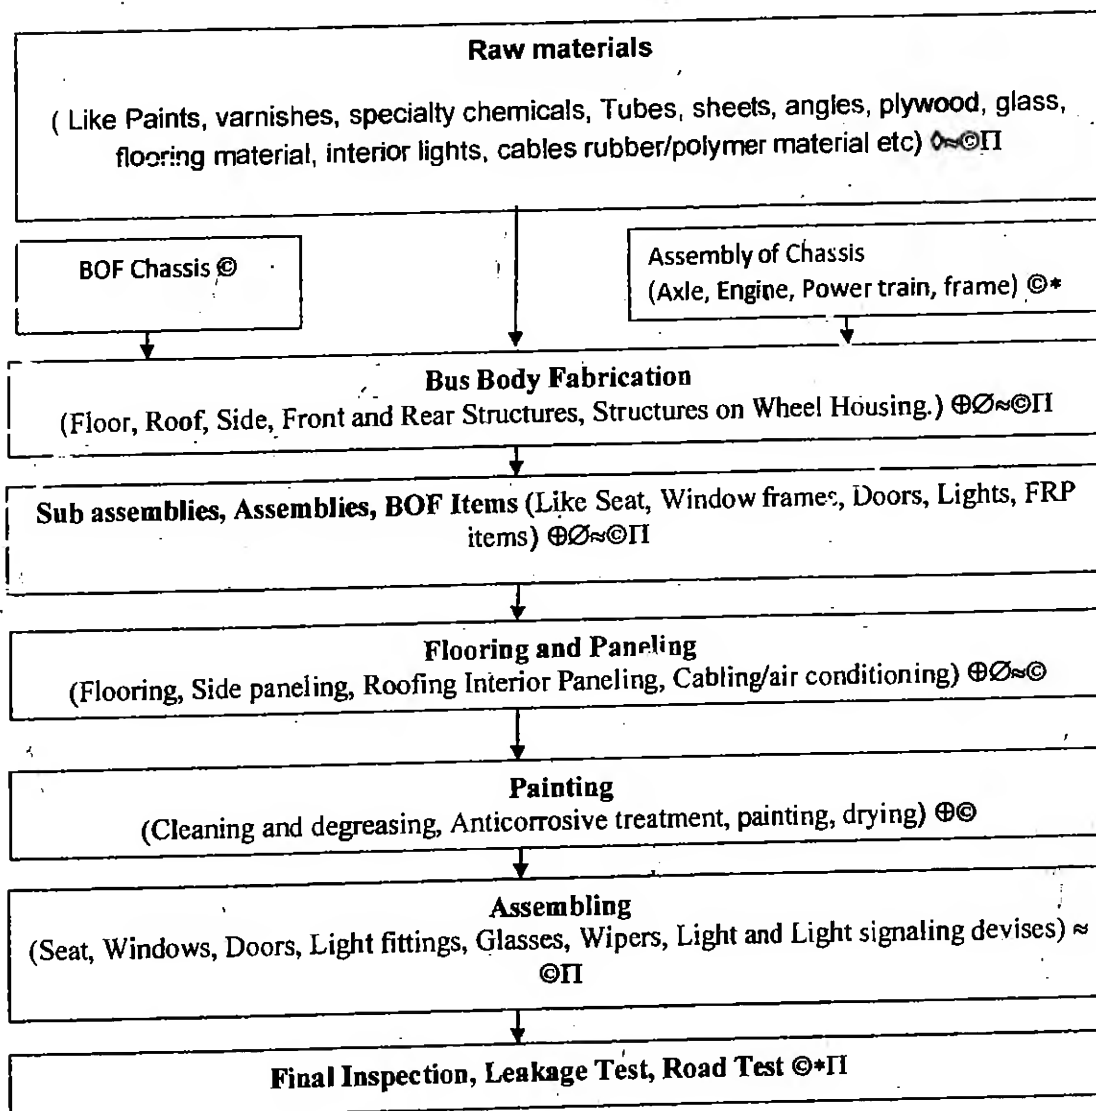 Raw materials
( Like Paints, varnishes, specialty chemicals, Tubes, sheets, angles, plywood, glass,
flooring material, interior lights, cables rubber/polymer material etc) ◊≈©Π
BOF Chassis ©
Assembly of Chassis
(Axle, Engine, Power train, frame) ©*
Bus Body Fabrication
(Floor, Roof, Side, Front and Rear Structures, Structures on Wheel Housing.) ⊕∅≈©Π
Sub assemblies, Assemblies, BOF Items (Like Seat, Window frames, Doors, Lights, FRP
items) ⊕∅≈©Π
Flooring and Paneling
(Flooring, Side paneling, Roofing Interior Paneling, Cabling/air conditioning) ⊕∅≈©
Painting
(Cleaning and degreasing, Anticorrosive treatment, painting, drying) ⊕©
Assembling
(Seat, Windows, Doors, Light fittings, Glasses, Wipers, Light and Light signaling devises) ≈
©Π
Final Inspection, Leakage Test, Road Test ©*Π